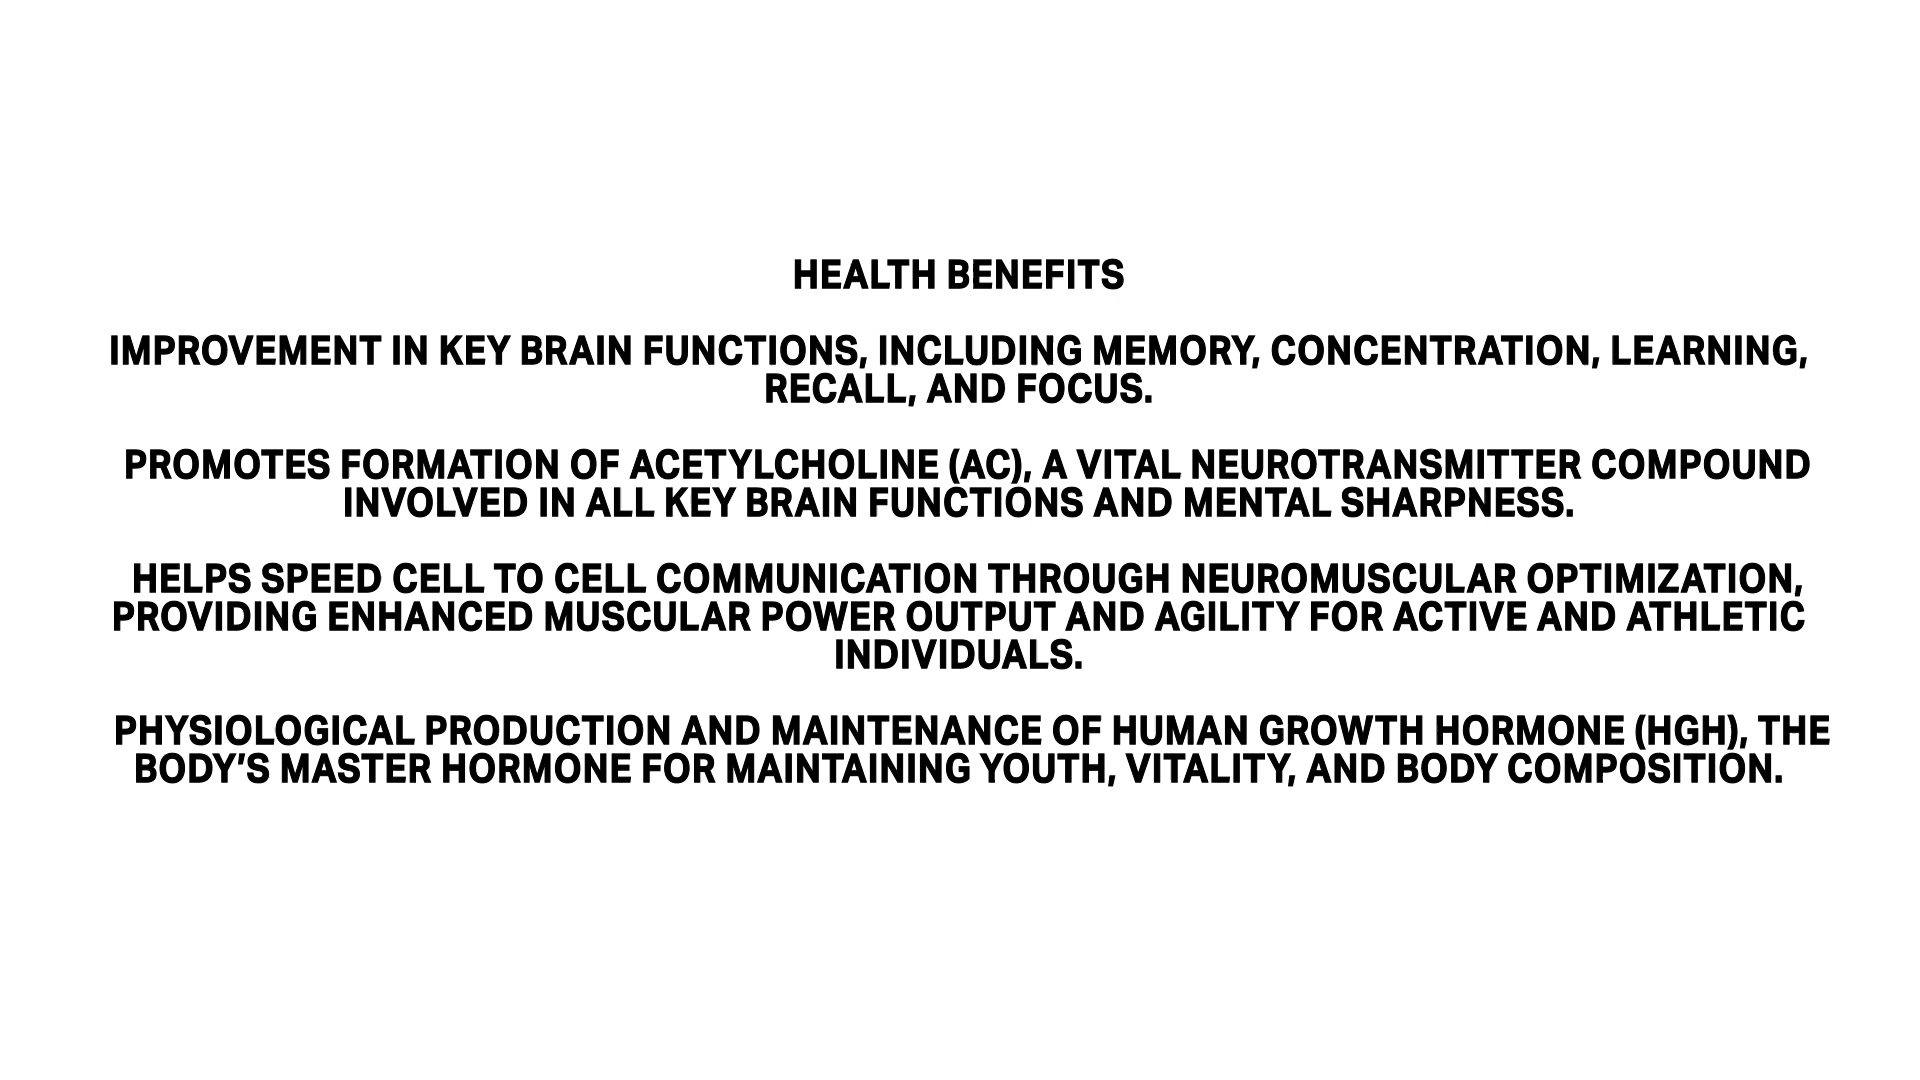 HEALTH BENEFITS
IMPROVEMENT IN KEY BRAIN FUNCTIONS, INCLUDING MEMORY, CONCENTRATION, LEARNING,
RECALL, AND FOCUS.
PROMOTES FORMATION OF ACETYLCHOLINE (AC), A VITAL NEUROTRANSMITTER COMPOUND
INVOLVED IN ALL KEY BRAIN FUNCTIONS AND MENTAL SHARPNESS.
HELPS SPEED CELL TO CELL COMMUNICATION THROUGH NEUROMUSCULAR OPTIMIZATION,
PROVIDING ENHANCED MUSCULAR POWER OUTPUT AND AGILITY FOR ACTIVE AND ATHLETIC
INDIVIDUALS.
PHYSIOLOGICAL PRODUCTION AND MAINTENANCE OF HUMAN GROWTH HORMONE (HGH), THE
BODY’S MASTER HORMONE FOR MAINTAINING YOUTH, VITALITY, AND BODY COMPOSITION.